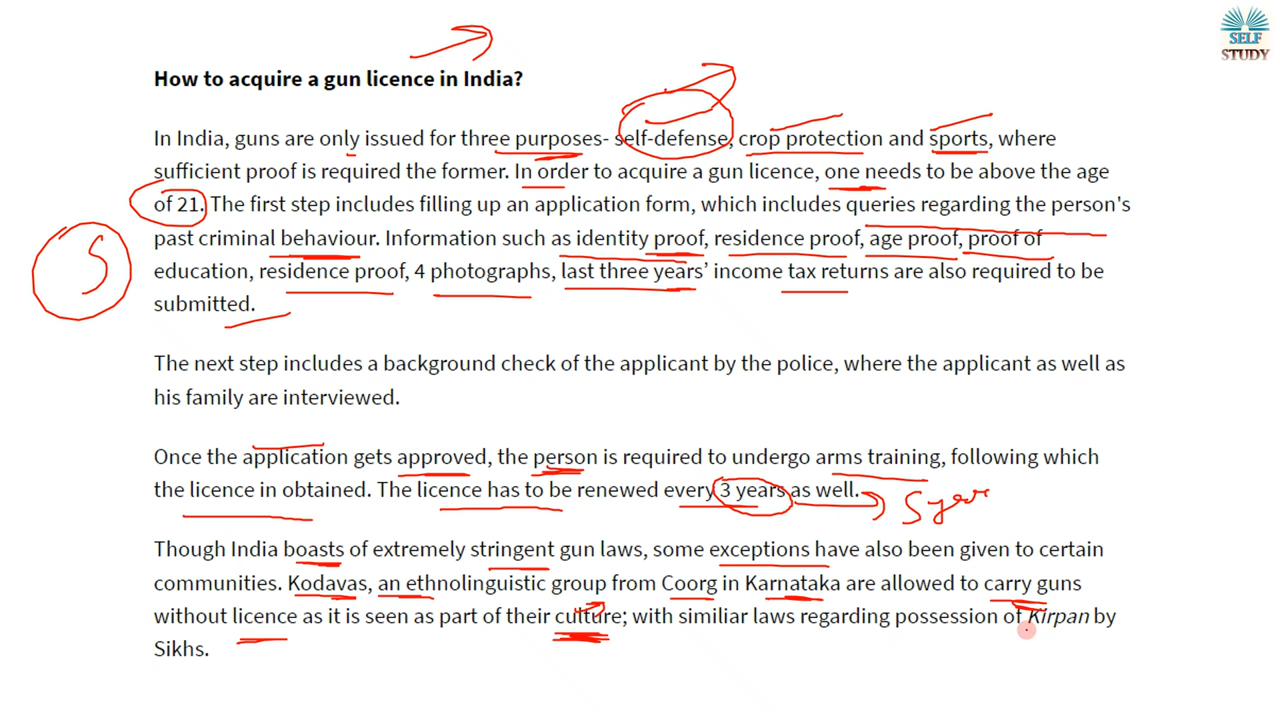 SELF
STUDY
How to acquire a gun licence in India?
In India, guns are only issued for three purposes- self-defense, crop protection and sports, where
sufficient proof is required the former. In order to acquire a gun licence, one needs to be above the age
of 21. The first step includes filling up an application form, which includes queries regarding the person's
past criminal behaviour. Information such as identity proof, residence proof, age proof, proof of
education, residence proof, 4 photographs, last three years’ income tax returns are also required to be
submitted.
5
The next step includes a background check of the applicant by the police, where the applicant as well as
his family are interviewed.
Once the application gets approved, the person is required to undergo arms training, following which
the licence in obtained. The licence has to be renewed every 3 years as well.
5 year
Though India boasts of extremely stringent gun laws, some exceptions have also been given to certain
communities. Kodavas, an ethnolinguistic group from Coorg in Karnataka are allowed to carry guns
without licence as it is seen as part of their culture; with similiar laws regarding possession of Kirpan by
Sikhs.